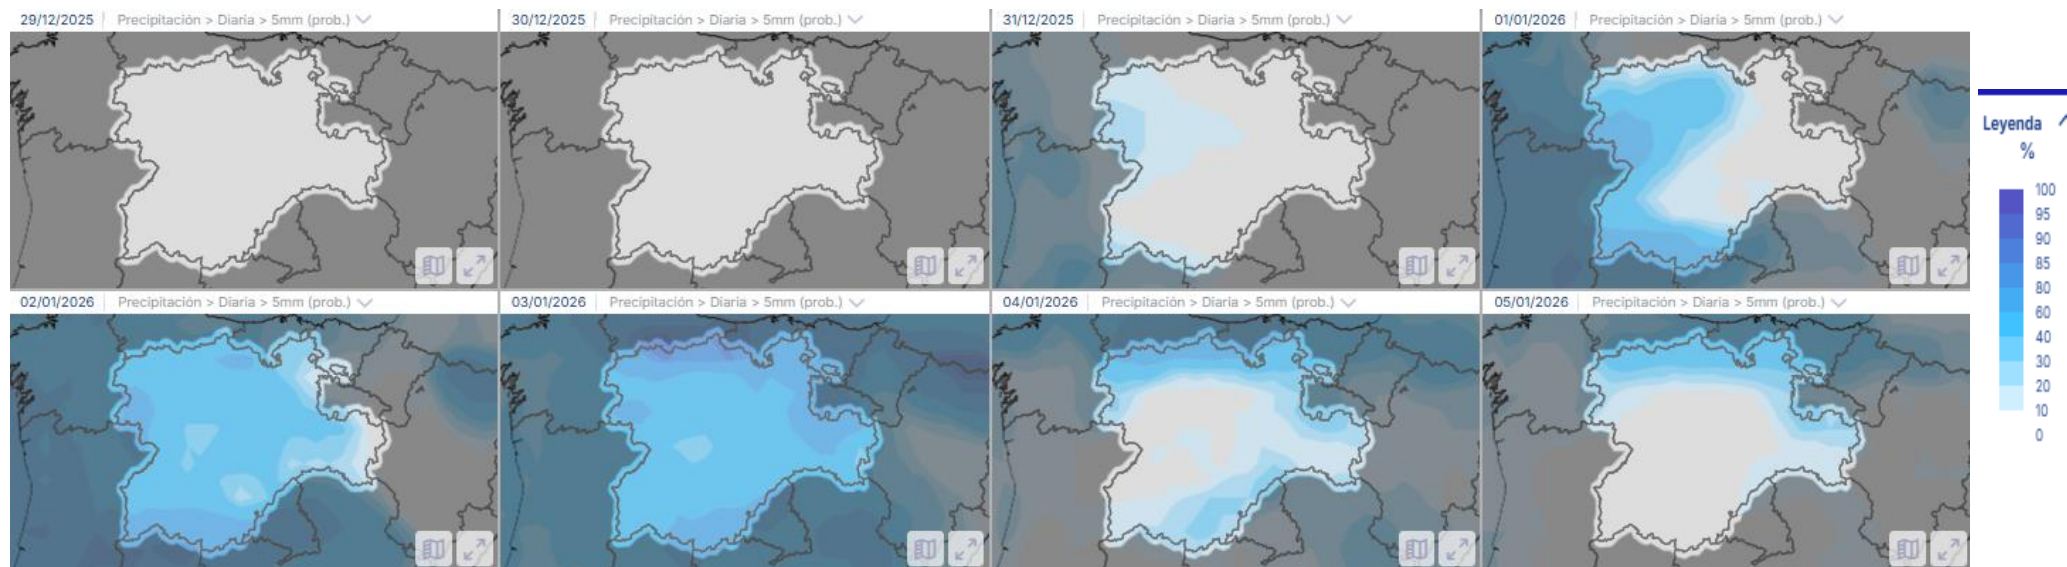 29/12/2025 Precipitación > Diaria > 5mm (prob.)
30/12/2025 Precipitación > Diaria > 5mm (prob.)
31/12/2025 Precipitación > Diaria > 5mm (prob.)
01/01/2026 Precipitación > Diaria > 5mm (prob.)
02/01/2026 Precipitación > Diaria > 5mm (prob.)
03/01/2026 Precipitación > Diaria > 5mm (prob.)
04/01/2026 Precipitación > Diaria > 5mm (prob.)
05/01/2026 Precipitación > Diaria > 5mm (prob.)
Leyenda
%
100
95
90
85
80
60
40
30
20
10
0